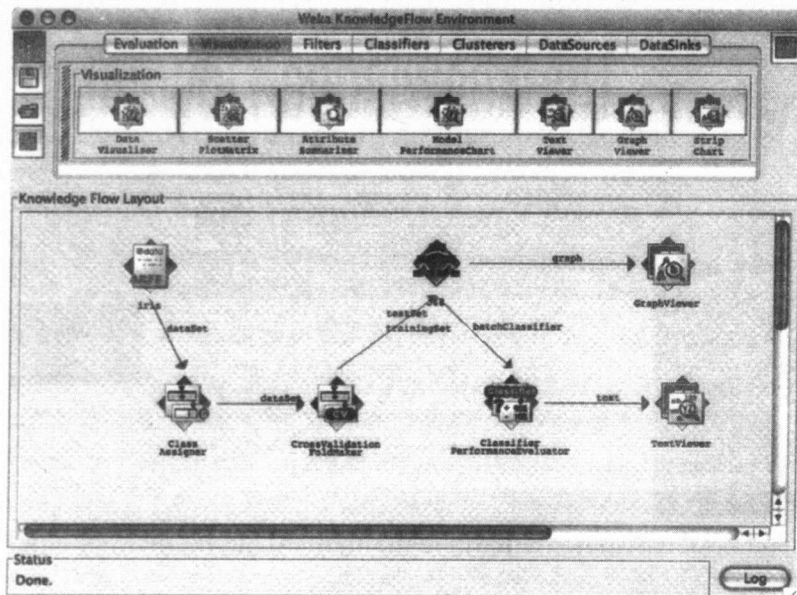 Weka KnowledgeFlow Environment
Evaluation Visualization Filters Classifiers Clusterers DataSources DataSinks
Visualization
Data Visualizer
Scatter PlotMatrix
Attribute Summarizer
Model PerformanceChart
Text Viewer
Graph Viewer
Strip Chart
Knowledge Flow Layout
graph
iris
J48
GraphViewer
dataSet
testSet
trainingSet
batchClassifier
dataSet
text
Class Assigner
CrossValidation FoldMaker
Classifier PerformanceEvaluator
TextViewer
Status
Done.
Log